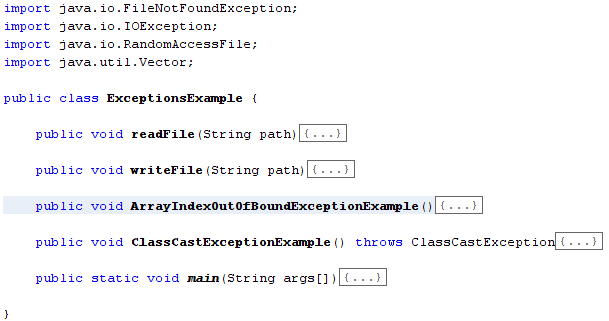 import java.io.FileNotFoundException;
import java.io.IOException;
import java.io.RandomAccessFile;
import java.util.Vector;
public class ExceptionsExample {
public void readFile(String path){...}
public void writeFile(String path){...}
public void ArrayIndexOutOfBoundExceptionExample(){...}
public void ClassCastExceptionExample() throws ClassCastException{...}
public static void main(String args[]){...}
}